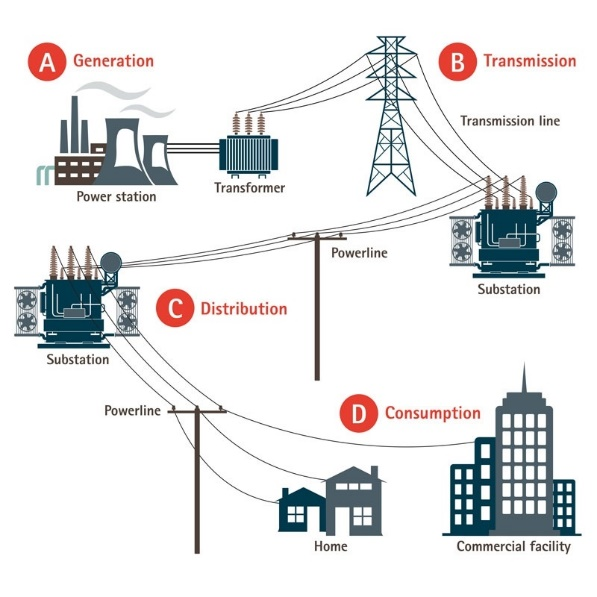 A Generation
B Transmission
Transmission line
Transformer
Power station
Powerline
Substation
C Distribution
Substation
Powerline
D Consumption
Home
Commercial facility